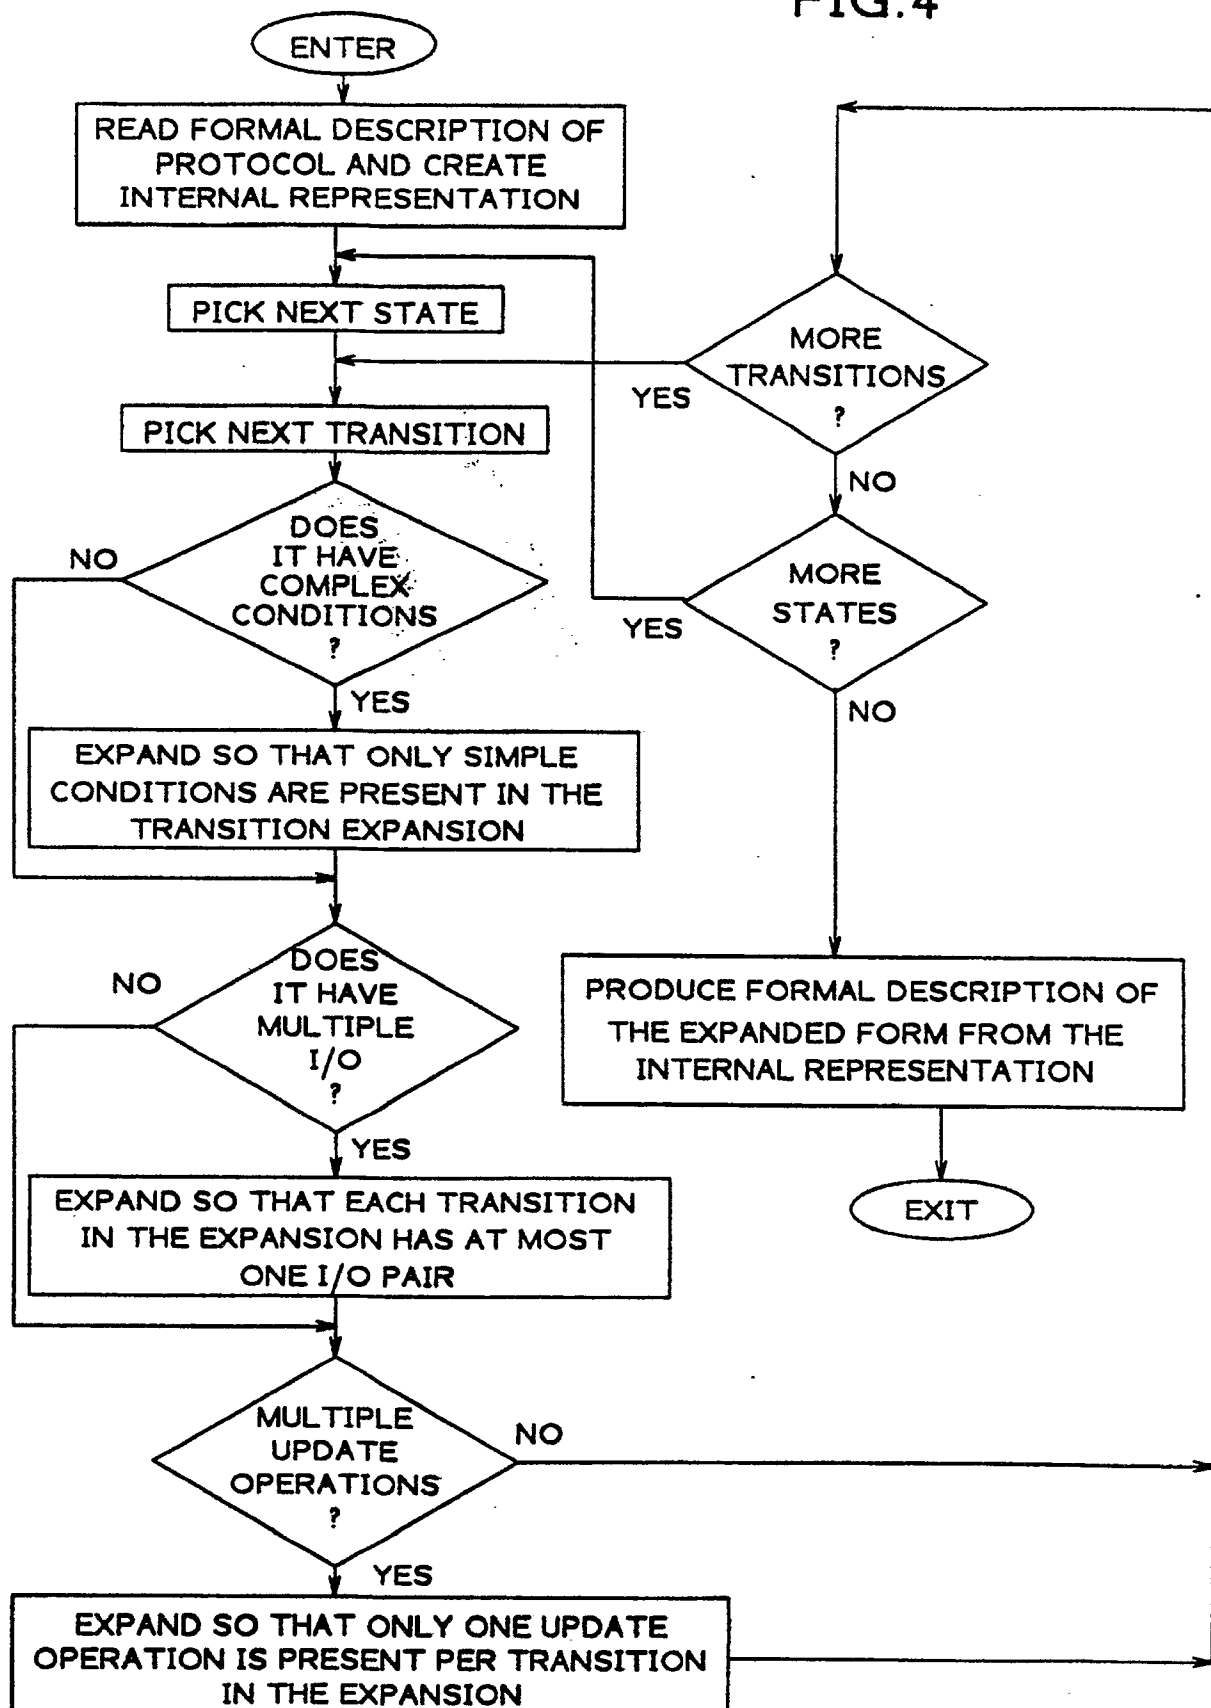 FIG.4
ENTER
READ FORMAL DESCRIPTION OF
PROTOCOL AND CREATE
INTERNAL REPRESENTATION
PICK NEXT STATE
PICK NEXT TRANSITION
DOES
IT HAVE
COMPLEX
CONDITIONS
?
NO
YES
EXPAND SO THAT ONLY SIMPLE
CONDITIONS ARE PRESENT IN THE
TRANSITION EXPANSION
DOES
IT HAVE
MULTIPLE
I/O
?
NO
YES
EXPAND SO THAT EACH TRANSITION
IN THE EXPANSION HAS AT MOST
ONE I/O PAIR
MULTIPLE
UPDATE
OPERATIONS
?
NO
YES
EXPAND SO THAT ONLY ONE UPDATE
OPERATION IS PRESENT PER TRANSITION
IN THE EXPANSION
MORE
TRANSITIONS
?
YES
NO
MORE
STATES
?
YES
NO
PRODUCE FORMAL DESCRIPTION OF
THE EXPANDED FORM FROM THE
INTERNAL REPRESENTATION
EXIT